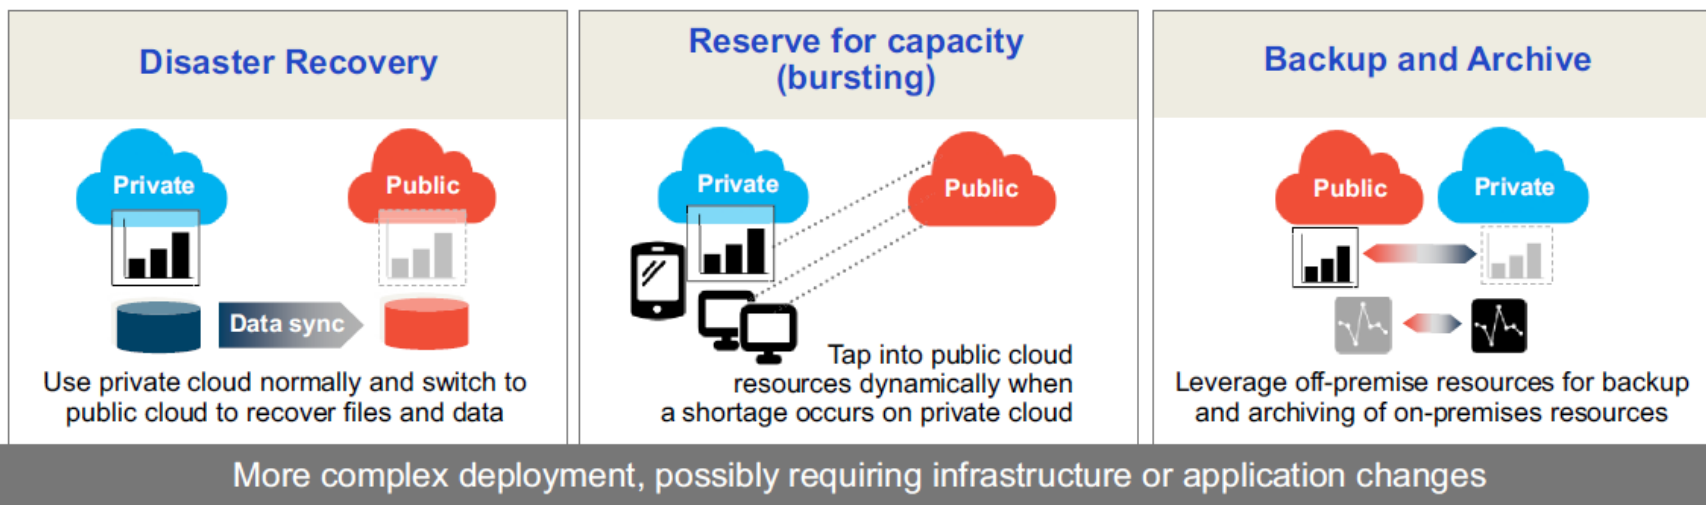 Disaster Recovery
Private
Public
Data sync
Use private cloud normally and switch to
public cloud to recover files and data
Reserve for capacity
(bursting)
Private
Public
Tap into public cloud
resources dynamically when
a shortage occurs on private cloud
Backup and Archive
Public
Private
Leverage off-premise resources for backup
and archiving of on-premises resources
More complex deployment, possibly requiring infrastructure or application changes